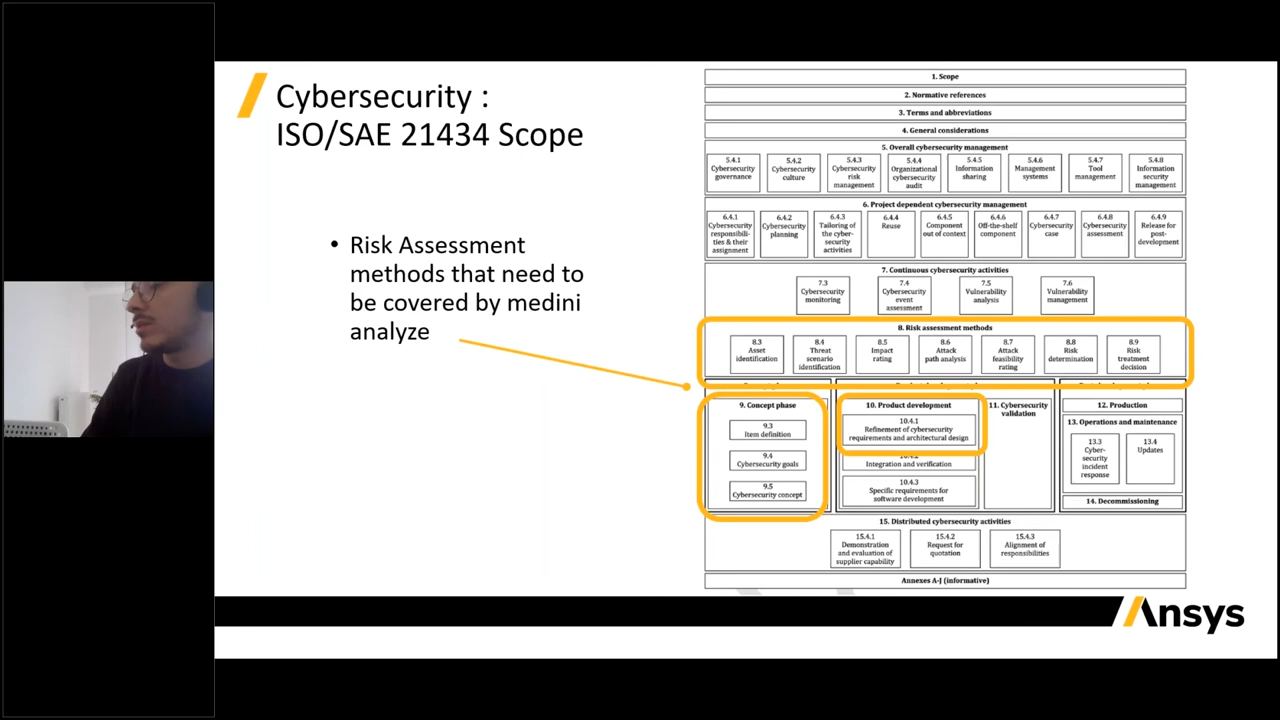 Cybersecurity :
ISO/SAE 21434 Scope
• Risk Assessment
methods that need to
be covered by medini
analyze
1. Scope
2. Normative references
3. Terms and abbreviations
4. General considerations
5. Overall cybersecurity management
5.4.1
Cybersecurity
governance
5.4.2
Cybersecurity
culture
5.4.3
Cybersecurity
risk
management
5.4.4
Organizational
cybersecurity
audit
5.4.5
Information
sharing
5.4.6
Management
systems
5.4.7
Tool
management
5.4.8
Information
security
management
6. Project dependent cybersecurity management
6.4.1
Cybersecurity
responsibili-
ties & their
assignment
6.4.2
Cybersecurity
planning
6.4.3
Tailoring of
the cyber-
security
activities
6.4.4
Reuse
6.4.5
Component
out of context
6.4.6
Off-the-shelf
component
6.4.7
Cybersecurity
case
6.4.8
Cybersecurity
assessment
6.4.9
Release for
post-
development
7. Continuous cybersecurity activities
7.3
Cybersecurity
monitoring
7.4
Cybersecurity
event
assessment
7.5
Vulnerability
analysis
7.6
Vulnerability
management
8. Risk assessment methods
8.3
Asset
identification
8.4
Threat
scenario
identification
8.5
Impact
rating
8.6
Attack
path analysis
8.7
Attack
feasibility
rating
8.8
Risk
determination
8.9
Risk
treatment
decision
9. Concept phase
9.3
Item definition
9.4
Cybersecurity goals
9.5
Cybersecurity concept
10. Product development
10.4.1
Refinement of cybersecurity
requirements and architectural design
10.4.2
Integration and verification
10.4.3
Specific requirements for
software development
11. Cybersecurity
validation
12. Production
13. Operations and maintenance
13.3
Cyber-
security
incident
response
13.4
Updates
14. Decommissioning
15. Distributed cybersecurity activities
15.4.1
Demonstration
and evaluation of
supplier capability
15.4.2
Request for
quotation
15.4.3
Alignment of
responsibilities
Annexes A-J (informative)
Ansys